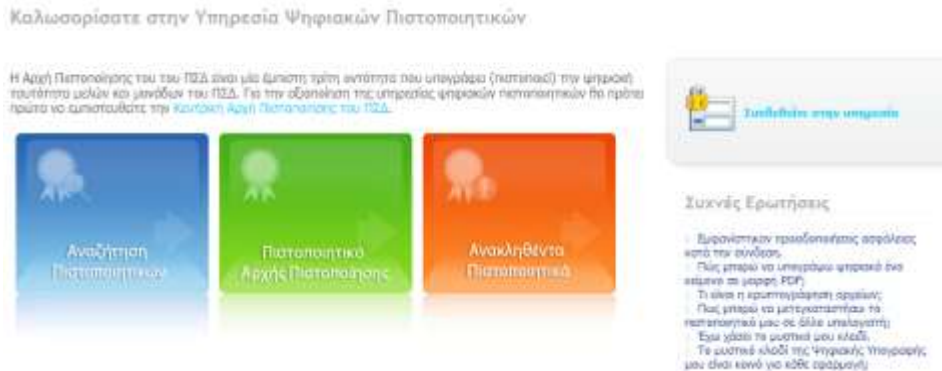 Καλωσορίσατε στην Υπηρεσία Ψηφιακών Πιστοποιητικών
Η Αρχή Πιστοποίησης του του ΠΣΔ είναι μία έμπιστη τρίτη οντότητα που υπογράφει (πιστοποιεί) την ψηφιακή
ταυτότητα μελών και μονάδων του ΠΣΔ. Για την αξιοποίηση της υπηρεσίας ψηφιακών πιστοποιητικών θα πρέπει
πρώτα να εμπιστευθείτε την Κεντρική Αρχή Πιστοποίησης του ΠΣΔ.
Αναζήτηση
Πιστοποιητικών
Πιστοποιητικό
Αρχής Πιστοποίησης
Ανακληθέντα
Πιστοποιητικά
Συνδεθείτε στην υπηρεσία
Συχνές Ερωτήσεις
Εμφανίστηκαν προειδοποιήσεις ασφάλειας
κατά την σύνδεση.
Πώς μπορώ να υπογράψω ψηφιακά ένα
κείμενο σε μορφή PDF;
Τι είναι η κρυπτογράφηση αρχείων;
Πως μπορώ να μετεγκαταστήσω το
πιστοποιητικό μου σε άλλο υπολογιστή;
Έχω χάσει το μυστικό μου κλειδί.
Το μυστικό κλειδί της Ψηφιακής Υπογραφής
μου είναι κοινό για κάθε εφαρμογή;